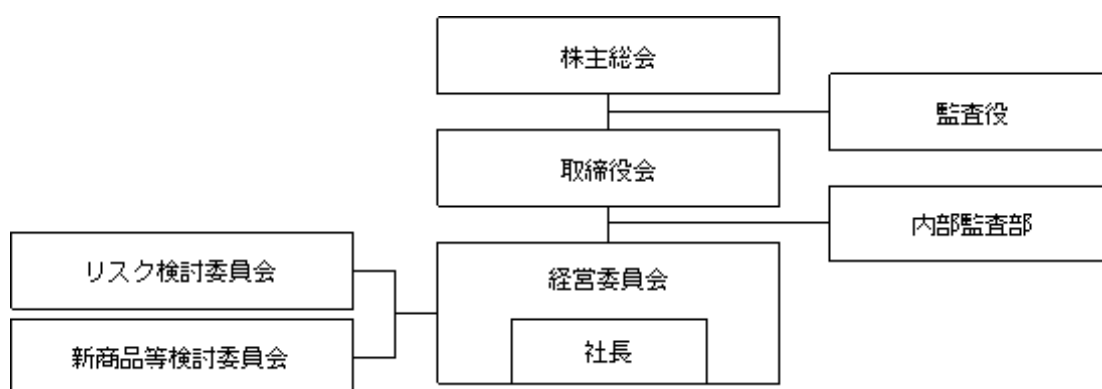 株主総会
監査役
取締役会
内部監査部
リスク検討委員会
経営委員会
新商品等検討委員会
社長